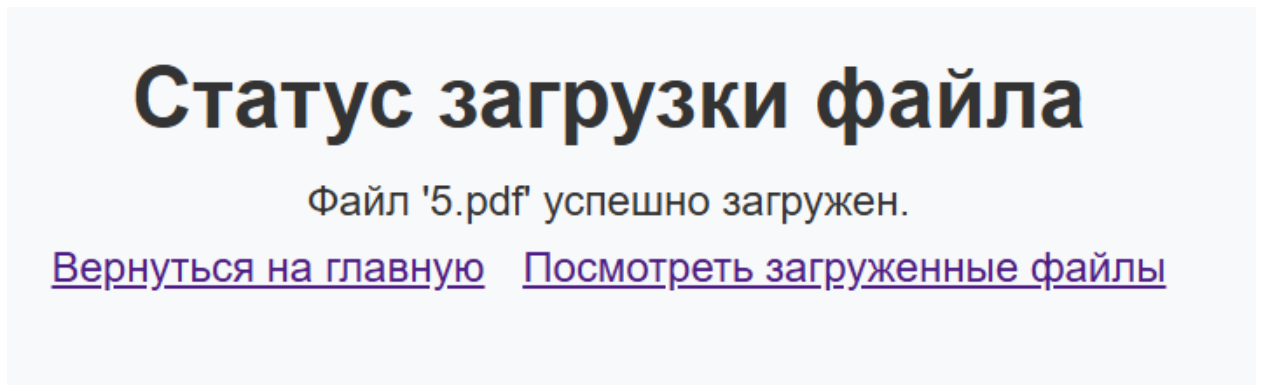 Статус загрузки файла
Файл '5.pdf' успешно загружен.
Вернуться на главную Посмотреть загруженные файлы